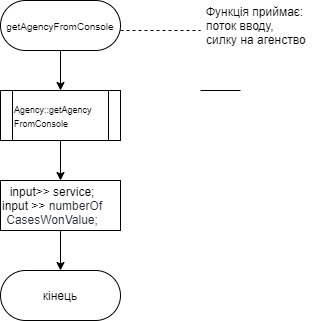 getAgencyFromConsole
Функція приймає:
поток вводу,
силку на агенство
Agency::getAgency
FromConsole
input>> service;
input >> numberOf
CasesWonValue;
кінець